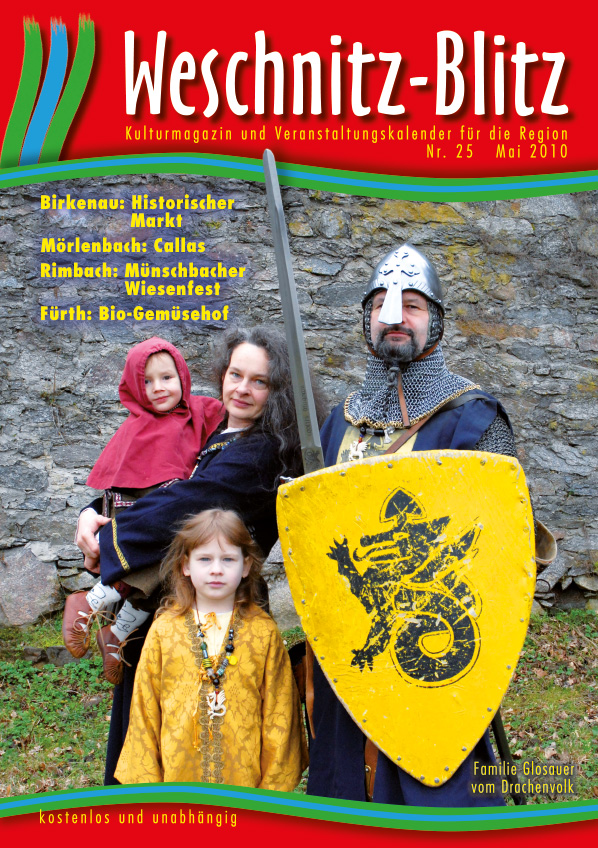 Weschnitz-Blitz
Kulturmagazin und Veranstaltungskalender für die Region
Nr. 25 Mai 2010
Birkenau: Historischer
Markt
Mörlenbach: Callas
Rimbach: Münschbacher
Wiesenfest
Fürth: Bio-Gemüsehof
Familie Glosauer
vom Drachenvolk
kostenlos und unabhängig